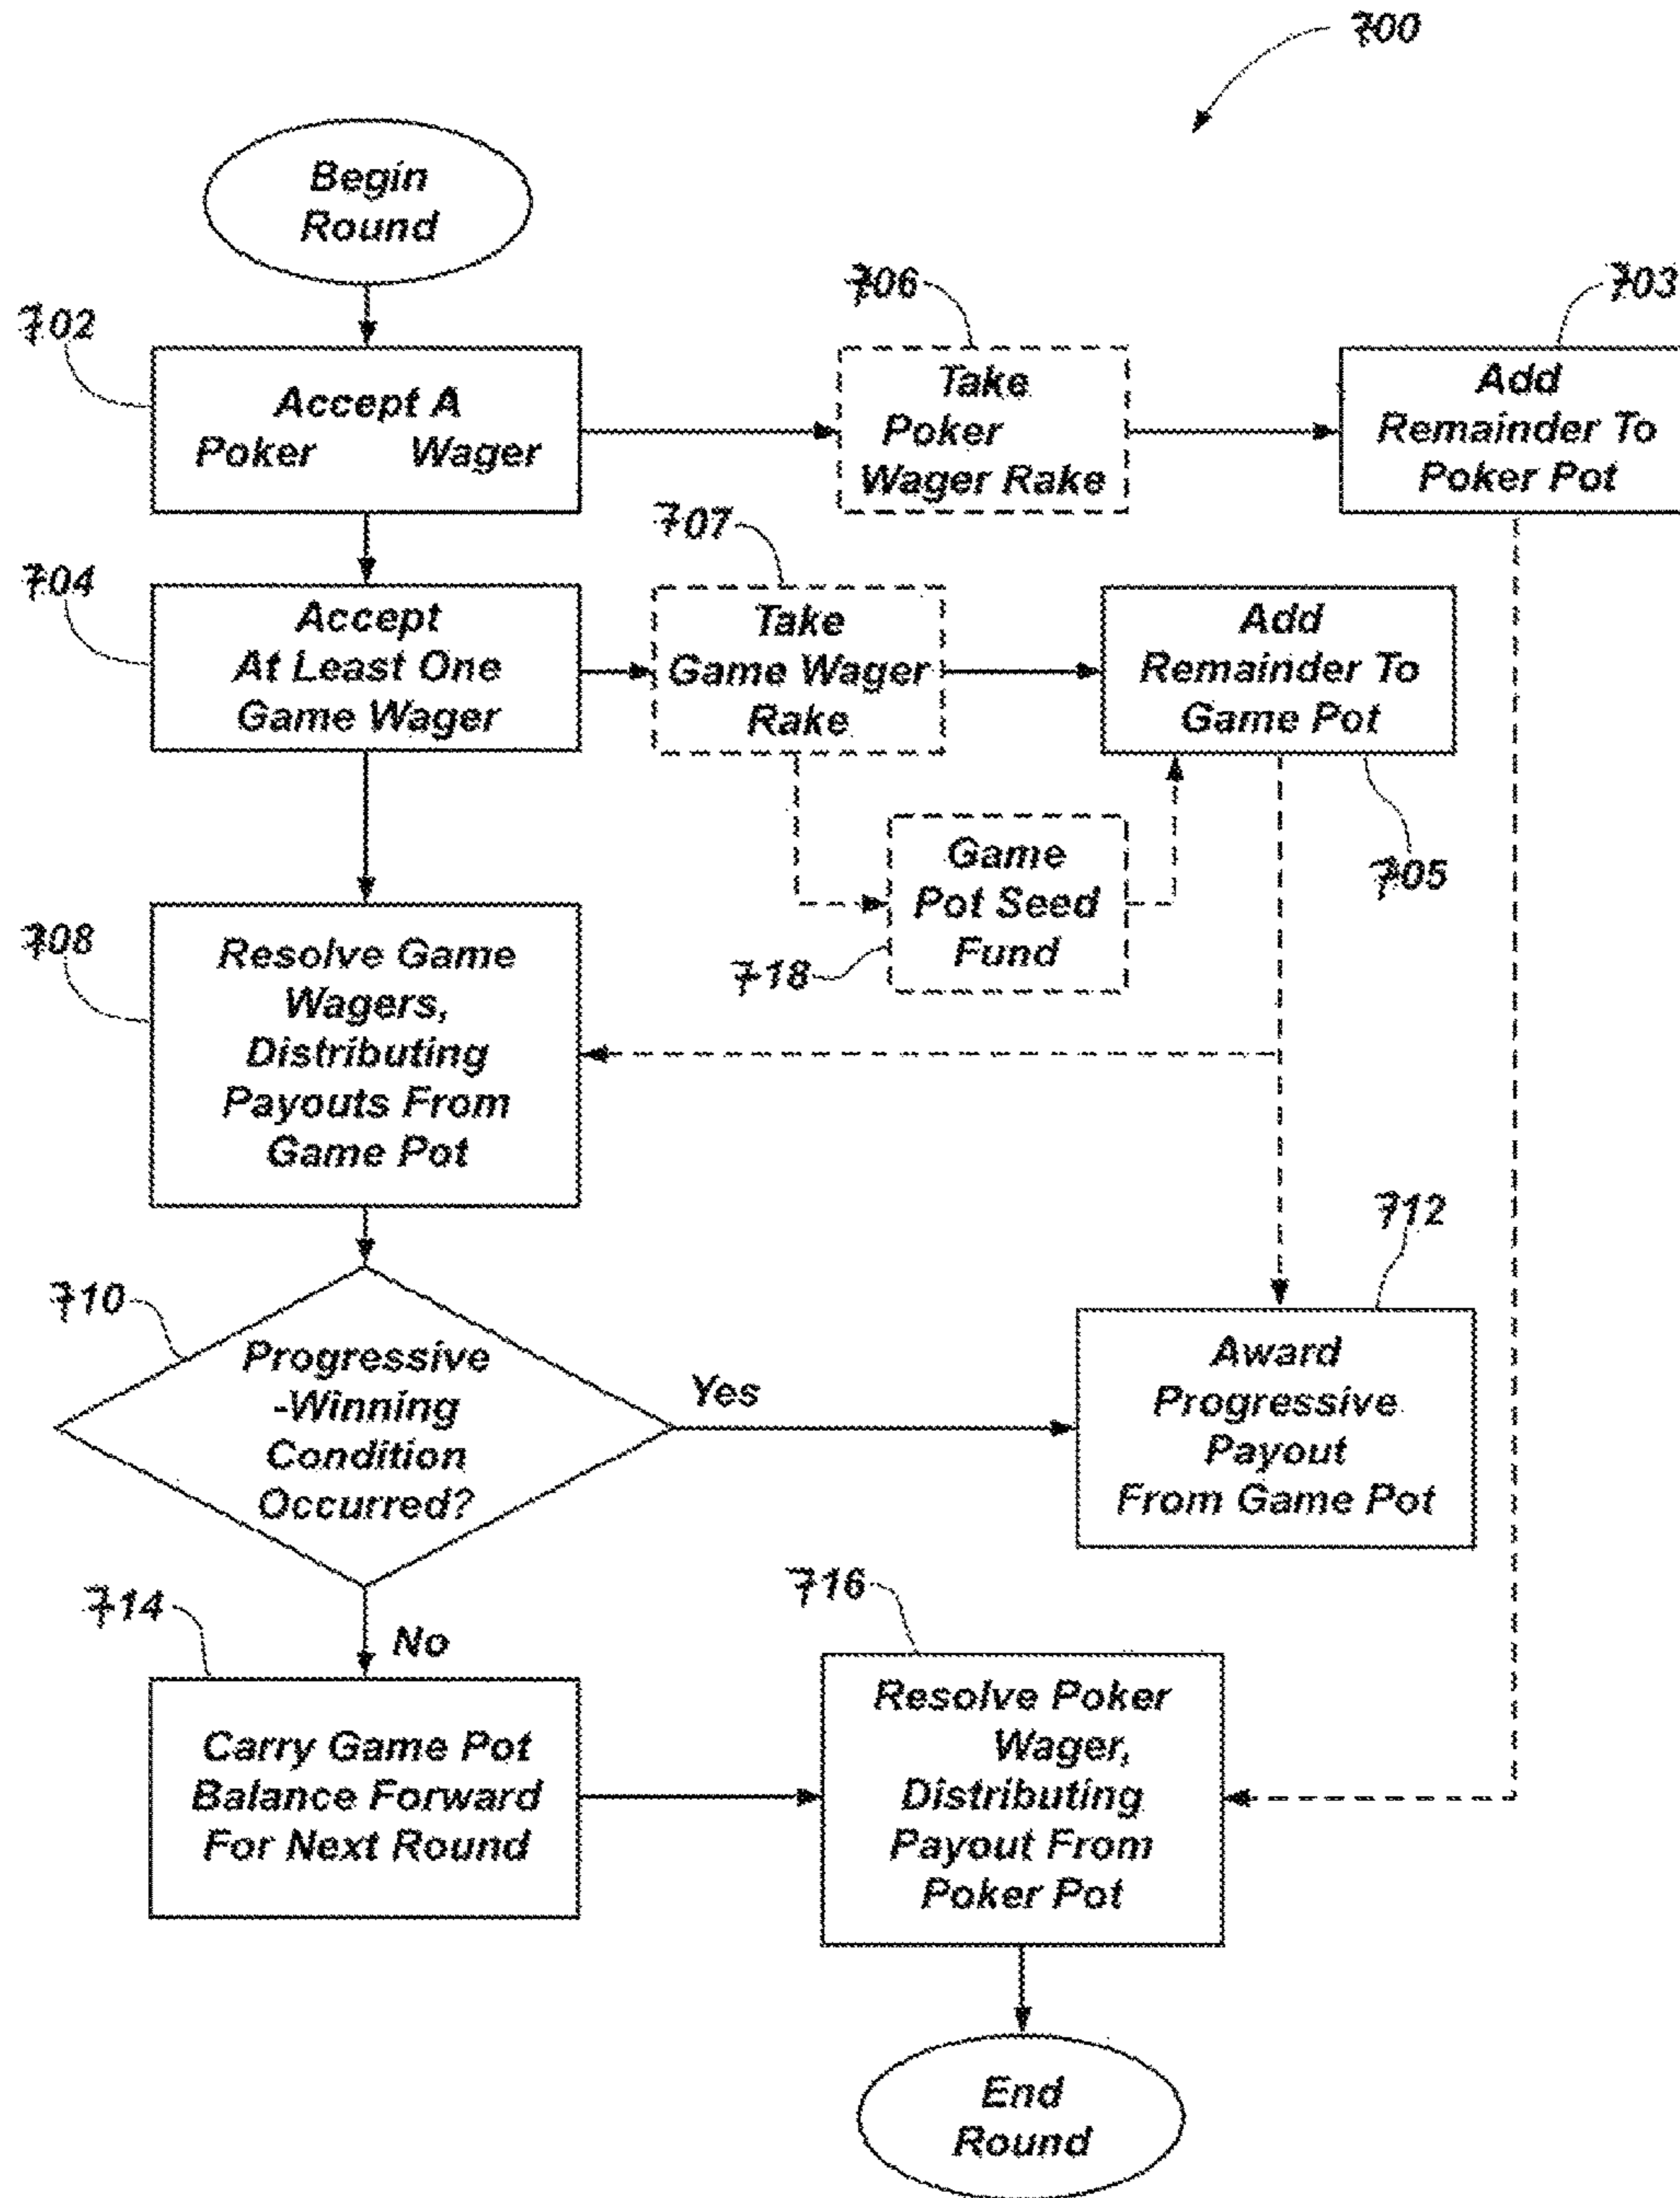 700
Begin
Round
706
703
702
Accept A
Poker Wager
Take
Poker
Wager Rake
Add
Remainder To
Poker Pot
707
704
Accept
At Least One
Game Wager
Take
Game Wager
Rake
Add
Remainder To
Game Pot
705
Game
Pot Seed
Fund
718
708
Resolve Game
Wagers,
Distributing
Payouts From
Game Pot
712
710
Progressive
-Winning
Condition
Occurred?
Yes
Award
Progressive
Payout
From Game Pot
716
714
No
Carry Game Pot
Balance Forward
For Next Round
Resolve Poker
Wager,
Distributing
Payout From
Poker Pot
End
Round